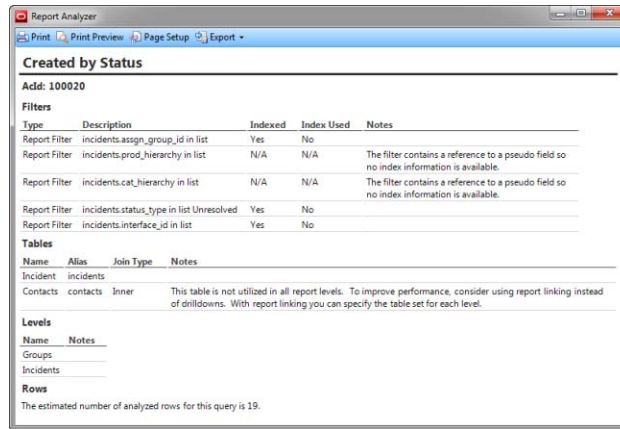 Report Analyzer
Print Print Preview Page Setup Export
Created by Status
AcId: 100020
Filters
Type Description Indexed Index Used Notes
Report Filter incidents.assgn_group_id in list Yes No
Report Filter incidents.prod_hierarchy in list N/A N/A The filter contains a reference to a pseudo field so
no index information is available.
Report Filter incidents.cat_hierarchy in list N/A N/A The filter contains a reference to a pseudo field so
no index information is available.
Report Filter incidents.status_type in list Unresolved Yes No
Report Filter incidents.interface_id in list Yes No
Tables
Name Alias Join Type Notes
Incident incidents
Contacts contacts Inner This table is not utilized in all report levels. To improve performance, consider using report linking instead
of drilldowns. With report linking you can specify the table set for each level.
Levels
Name Notes
Groups
Incidents
Rows
The estimated number of analyzed rows for this query is 19.